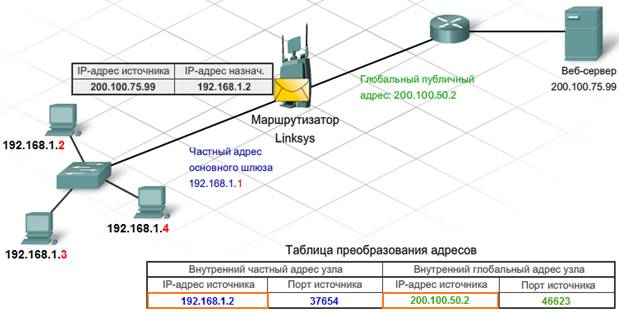 IP-адрес источника IP-адрес назнач.
200.100.75.99 192.168.1.2
Маршрутизатор
Linksys
Глобальный публичный
адрес: 200.100.50.2
Веб-сервер
200.100.75.99
192.168.1.2
Частный адрес
основного шлюза
192.168.1.1
192.168.1.4
192.168.1.3
Таблица преобразования адресов
Внутренний частный адрес узла Внутренний глобальный адрес узла
IP-адрес источника Порт источника IP-адрес источника Порт источника
192.168.1.2 37654 200.100.50.2 46623